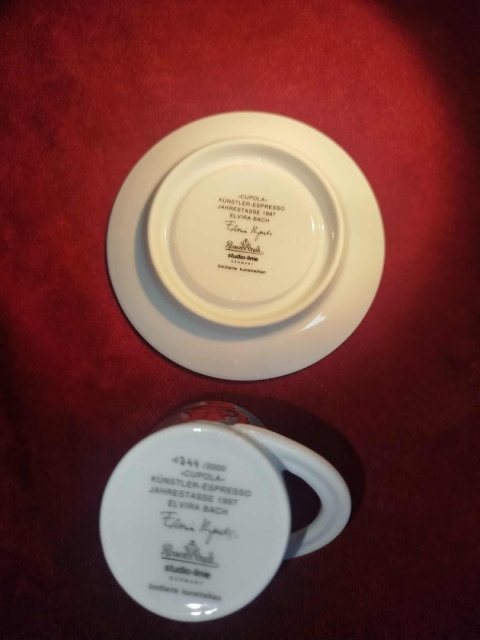 »CUPOLA«
KÜNSTLER-ESPRESSO
JAHRESTASSE 1997
ELVIRA BACH
Elvira Bach
Rosenthal
studio-linie
GERMANY
limitierte kunstreihen
/3000
»CUPOLA«
KÜNSTLER-ESPRESSO
JAHRESTASSE 1997
ELVIRA BACH
Elvira Bach
Rosenthal
studio-linie
GERMANY
limitierte kunstreihen